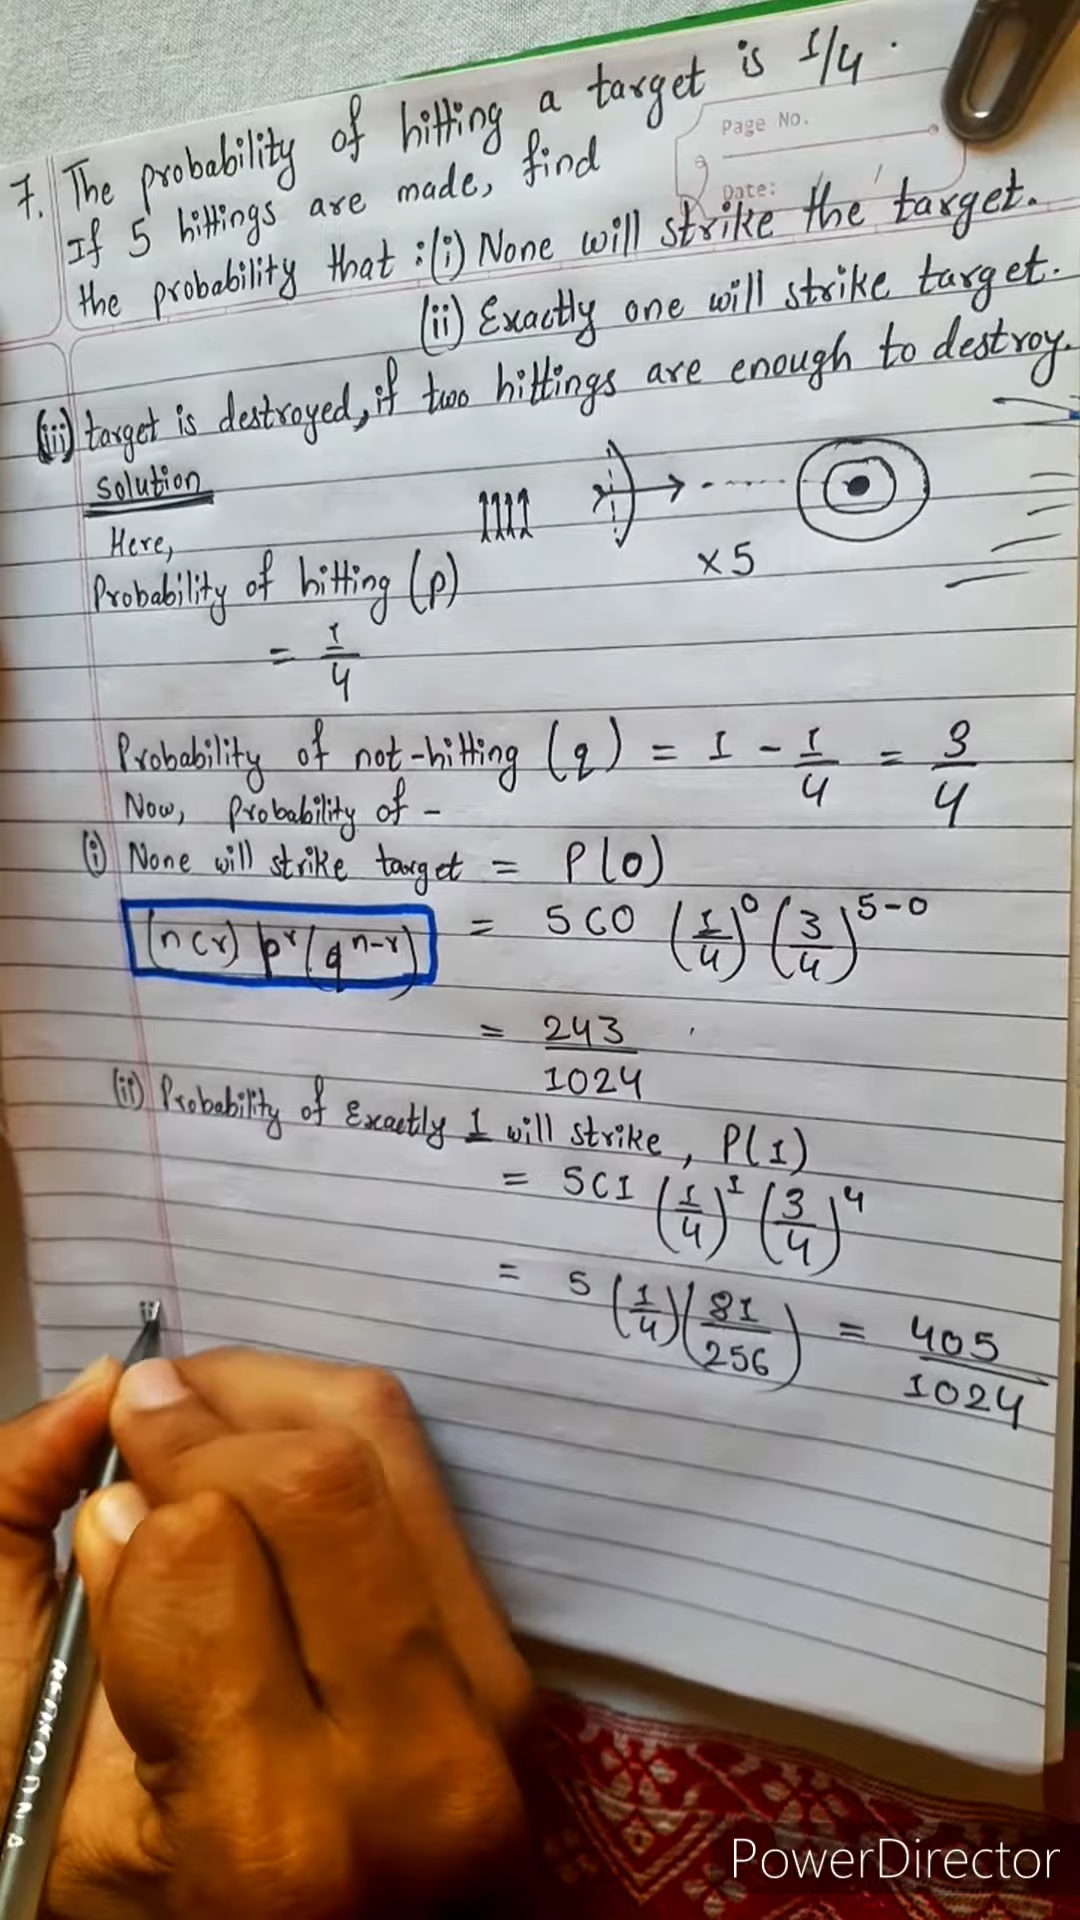 7. The probability of hitting a target is 1/4.
If 5 hittings are made, find
the probability that :(i) None will strike the target.
(ii) Exactly one will strike target.
(iii) target is destroyed, if two hittings are enough to destroy.
Page No.
Date:
Solution
Here,
Probability of hitting (p)
= 1/4
× 5
Probability of not-hitting (q) = 1 - 1/4 = 3/4
Now, probability of -
(i) None will strike target = P(0)
(nCr) p^r (q^n-r) = 5C0 (1/4)^0 (3/4)^5-0
= 243/1024
(ii) Probability of Exactly 1 will strike, P(1)
= 5C1 (1/4)^1 (3/4)^4
= 5 (1/4)(81/256) = 405/1024
PowerDirector